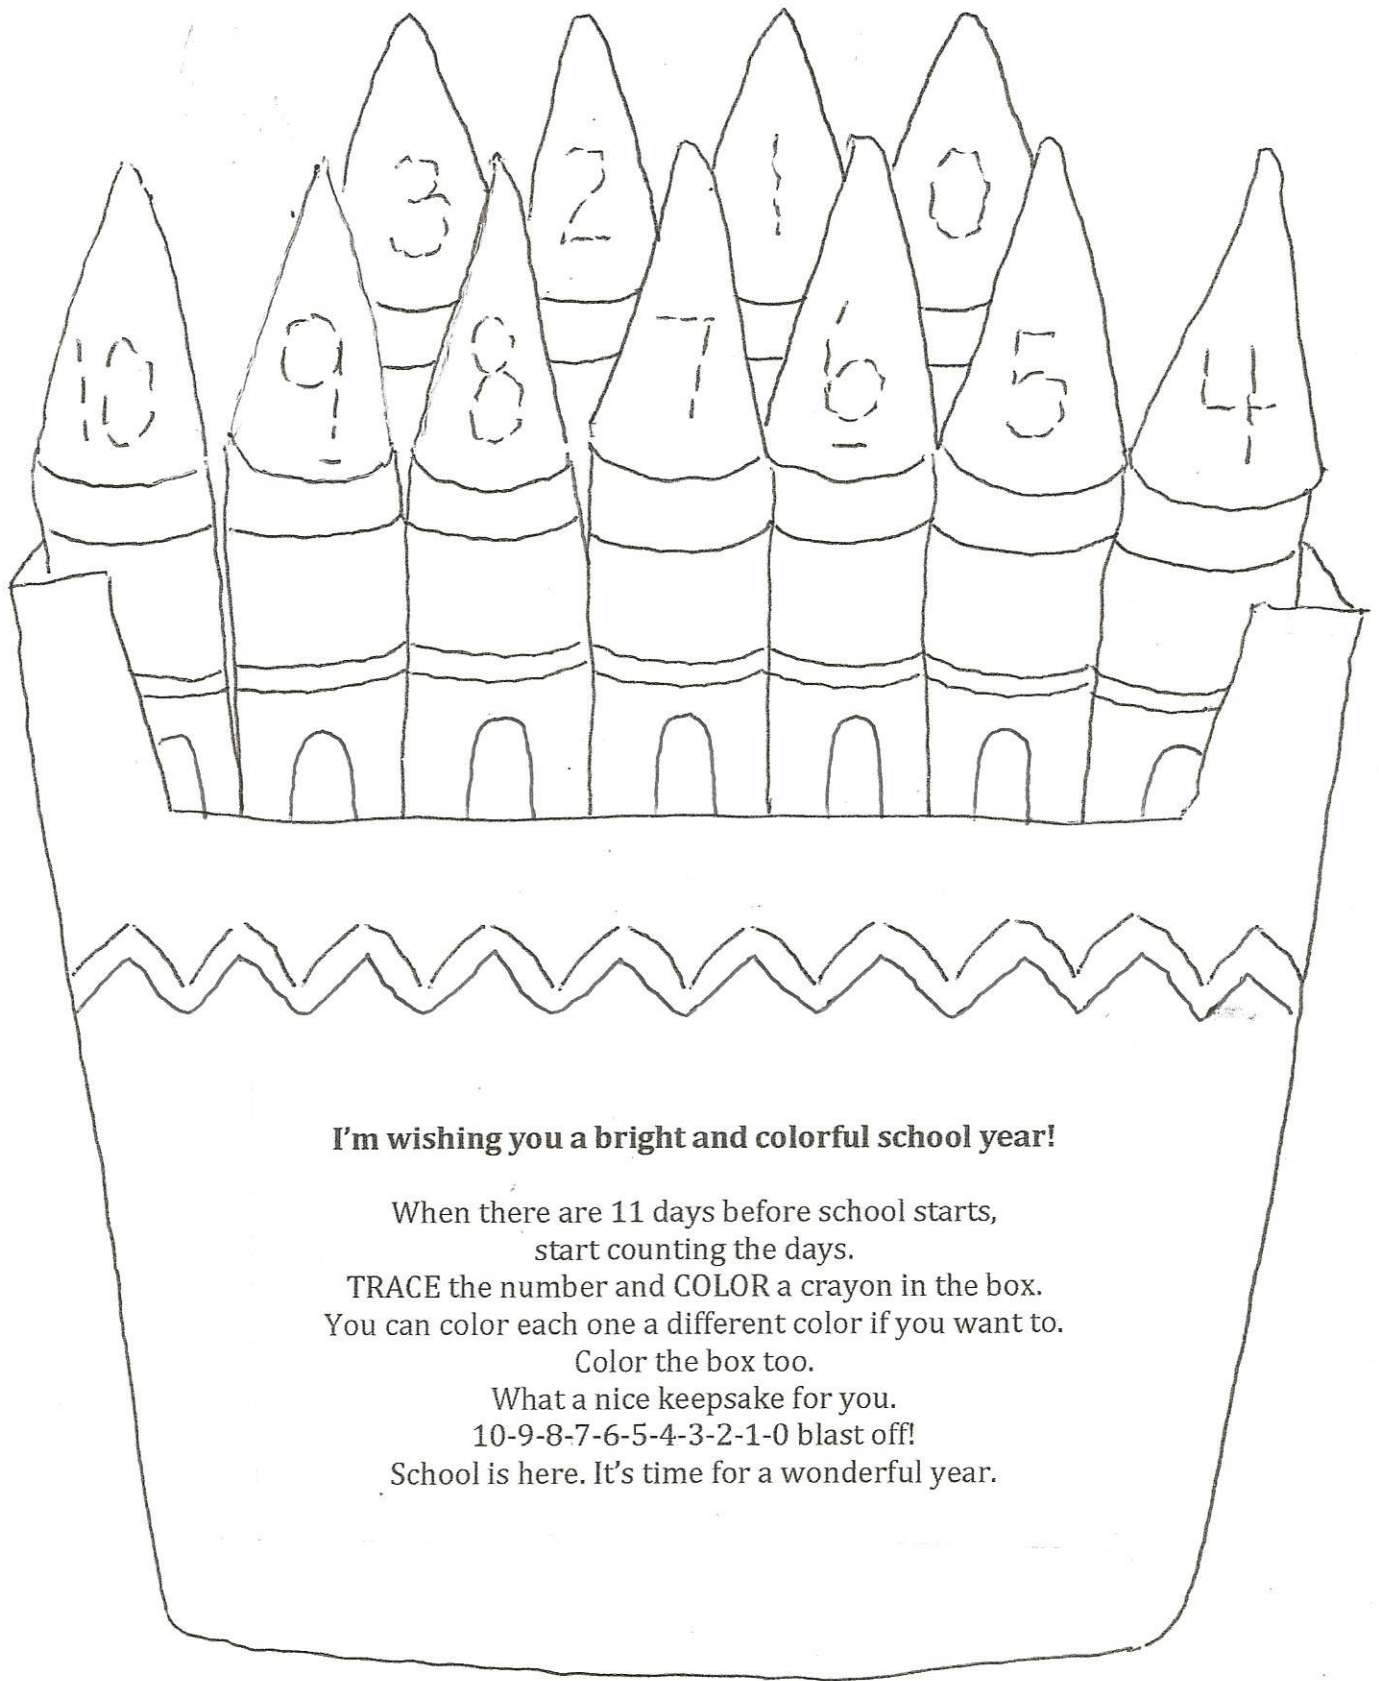 3 2 1 0
10 9 8 7 6 5 4
I'm wishing you a bright and colorful school year!
When there are 11 days before school starts,
start counting the days.
TRACE the number and COLOR a crayon in the box.
You can color each one a different color if you want to.
Color the box too.
What a nice keepsake for you.
10-9-8-7-6-5-4-3-2-1-0 blast off!
School is here. It's time for a wonderful year.